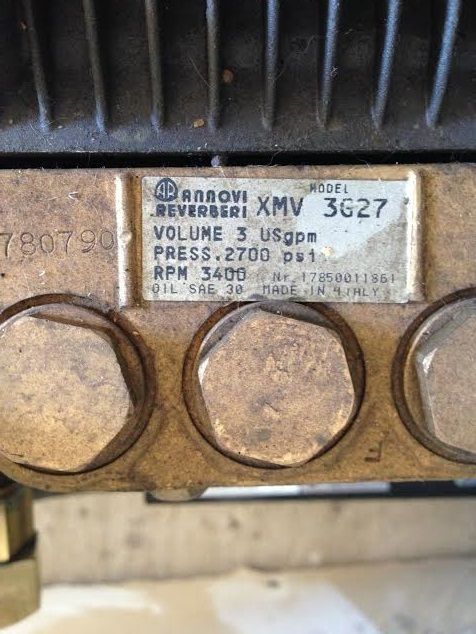 AR ANNOVI REVERBERI
MODEL
XMV 3G27
VOLUME 3 USgpm
PRESS.2700 psi
RPM 3400 Nr.17850011861
OIL SAE 30 MADE IN ITALY
780790
F